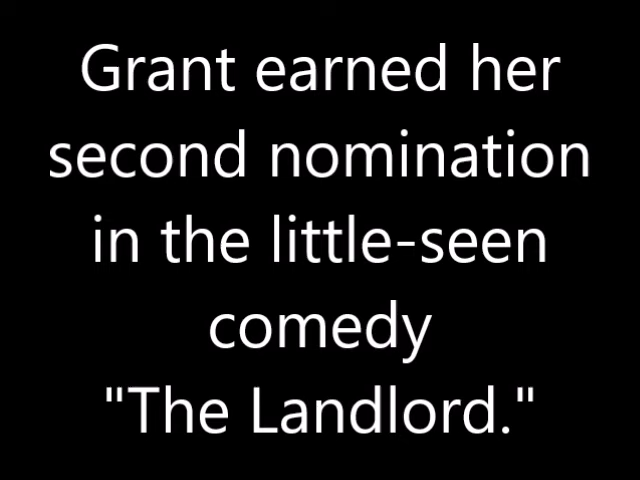 Grant earned her
second nomination
in the little-seen
comedy
"The Landlord."